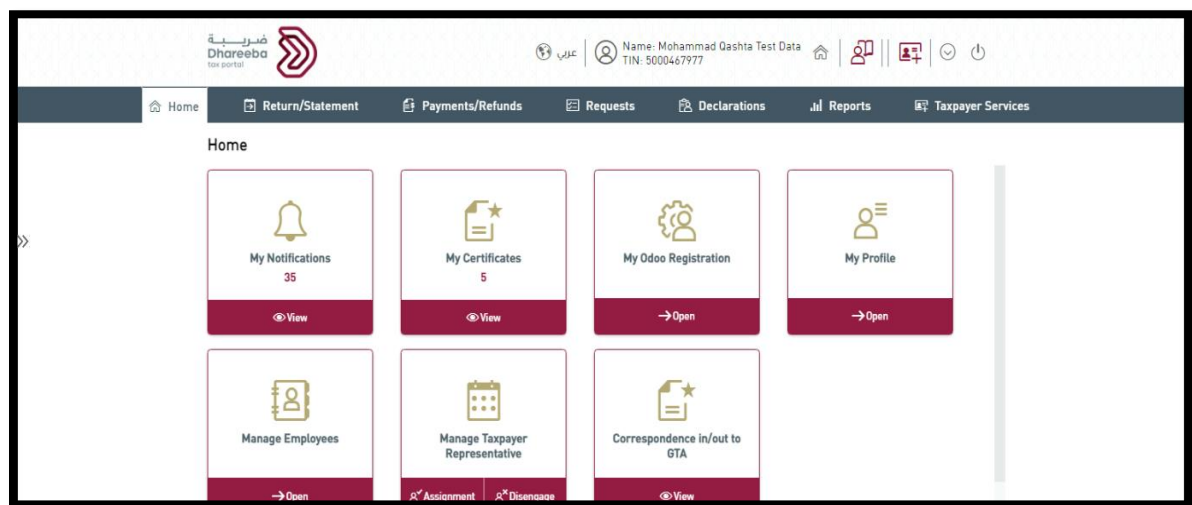 ضريبة
Dhareeba
tax portal
عربي
Name: Mohammad Qashta Test Data
TIN: 5000467977
Home
Return/Statement
Payments/Refunds
Requests
Declarations
Reports
Taxpayer Services
Home
My Notifications
35
View
My Certificates
5
View
My Odoo Registration
Open
My Profile
Open
Manage Employees
Open
Manage Taxpayer
Representative
Assignment
Disengage
Correspondence in/out to
GTA
View